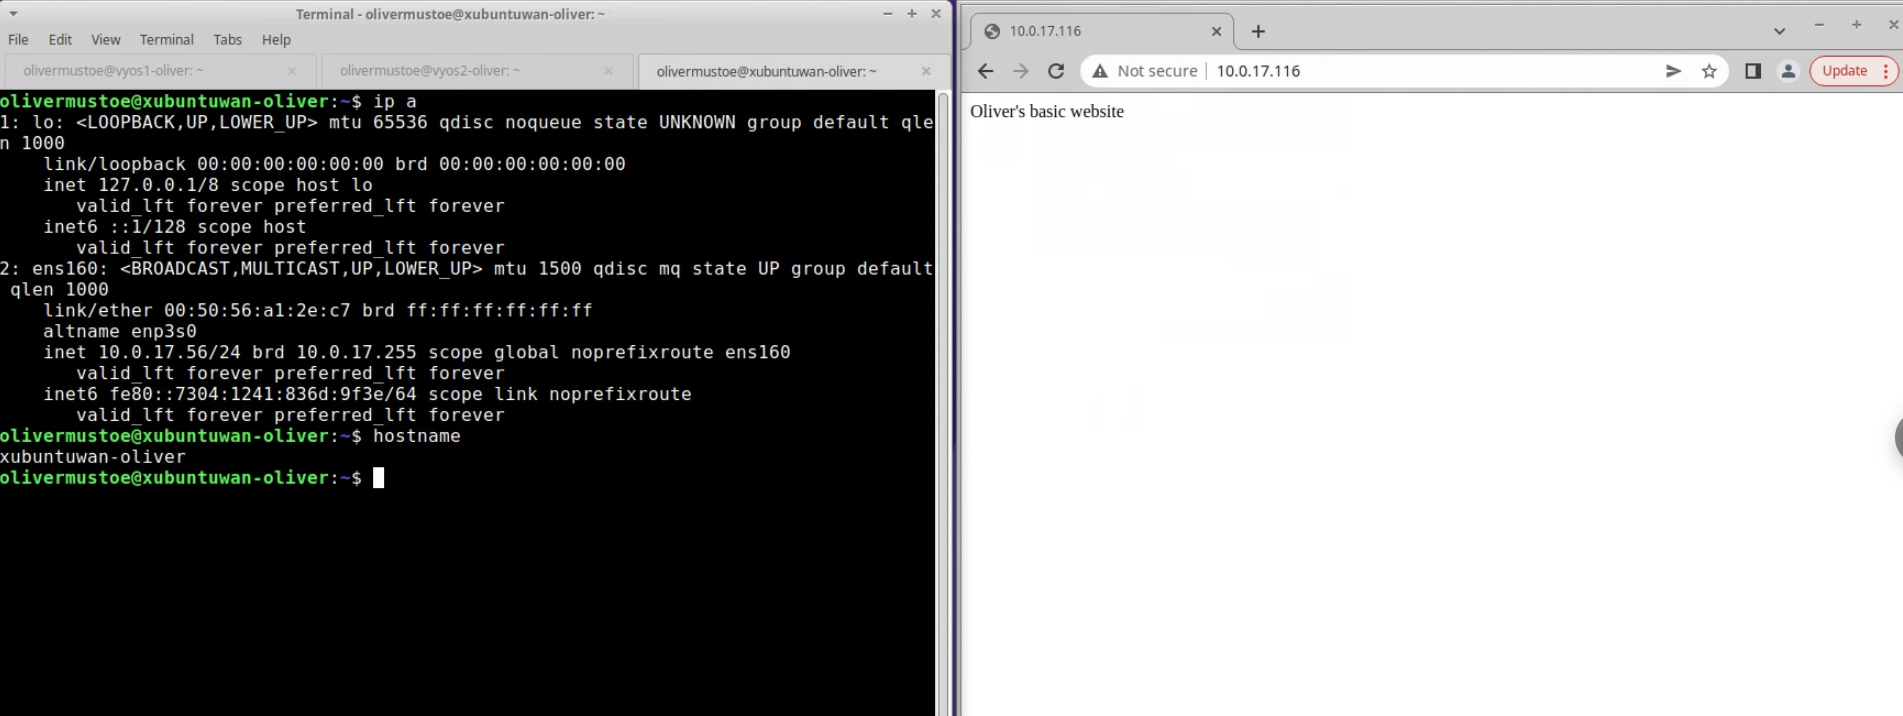 Terminal - olivermustoe@xubuntuwan-oliver: ~
File Edit View Terminal Tabs Help
olivermustoe@vyos1-oliver: ~
olivermustoe@vyos2-oliver: ~
olivermustoe@xubuntuwan-oliver: ~
olivermustoe@xubuntuwan-oliver:~$ ip a
1: lo: <LOOPBACK,UP,LOWER_UP> mtu 65536 qdisc noqueue state UNKNOWN group default qle
n 1000
    link/loopback 00:00:00:00:00:00 brd 00:00:00:00:00:00
    inet 127.0.0.1/8 scope host lo
       valid_lft forever preferred_lft forever
    inet6 ::1/128 scope host
       valid_lft forever preferred_lft forever
2: ens160: <BROADCAST,MULTICAST,UP,LOWER_UP> mtu 1500 qdisc mq state UP group default
 qlen 1000
    link/ether 00:50:56:a1:2e:c7 brd ff:ff:ff:ff:ff:ff
    altname enp3s0
    inet 10.0.17.56/24 brd 10.0.17.255 scope global noprefixroute ens160
       valid_lft forever preferred_lft forever
    inet6 fe80::7304:1241:836d:9f3e/64 scope link noprefixroute
       valid_lft forever preferred_lft forever
olivermustoe@xubuntuwan-oliver:~$ hostname
xubuntuwan-oliver
olivermustoe@xubuntuwan-oliver:~$
10.0.17.116
Not secure 10.0.17.116
Update
Oliver's basic website